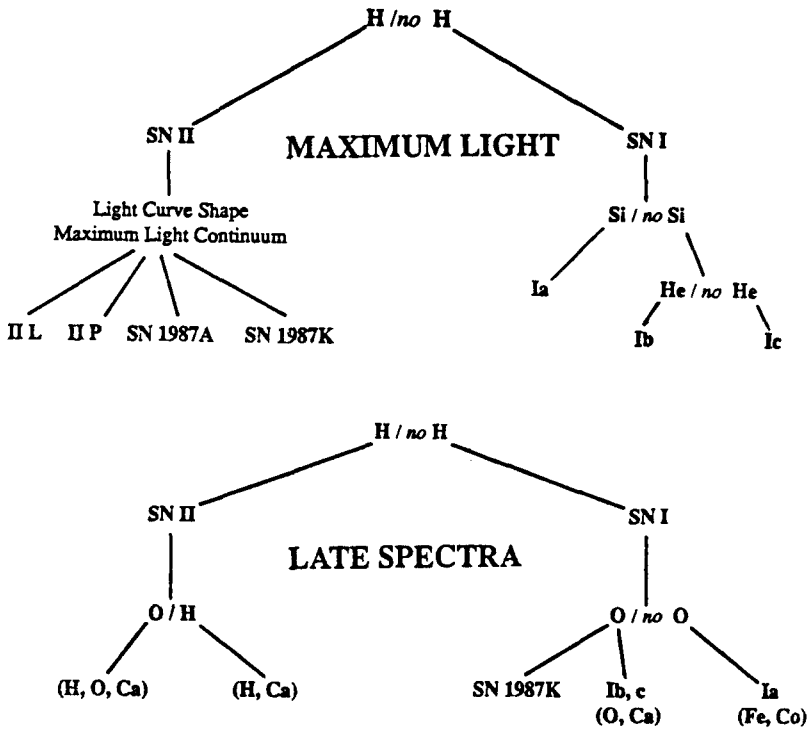 H / no H
SN II
MAXIMUM LIGHT
SN I
Light Curve Shape
Maximum Light Continuum
Si / no Si
Ia
He / no He
II L
II P
SN 1987A
SN 1987K
Ib
Ic
H / no H
SN II
LATE SPECTRA
SN I
O / H
O / no O
(H, O, Ca)
(H, Ca)
SN 1987K
Ib, c
(O, Ca)
Ia
(Fe, Co)